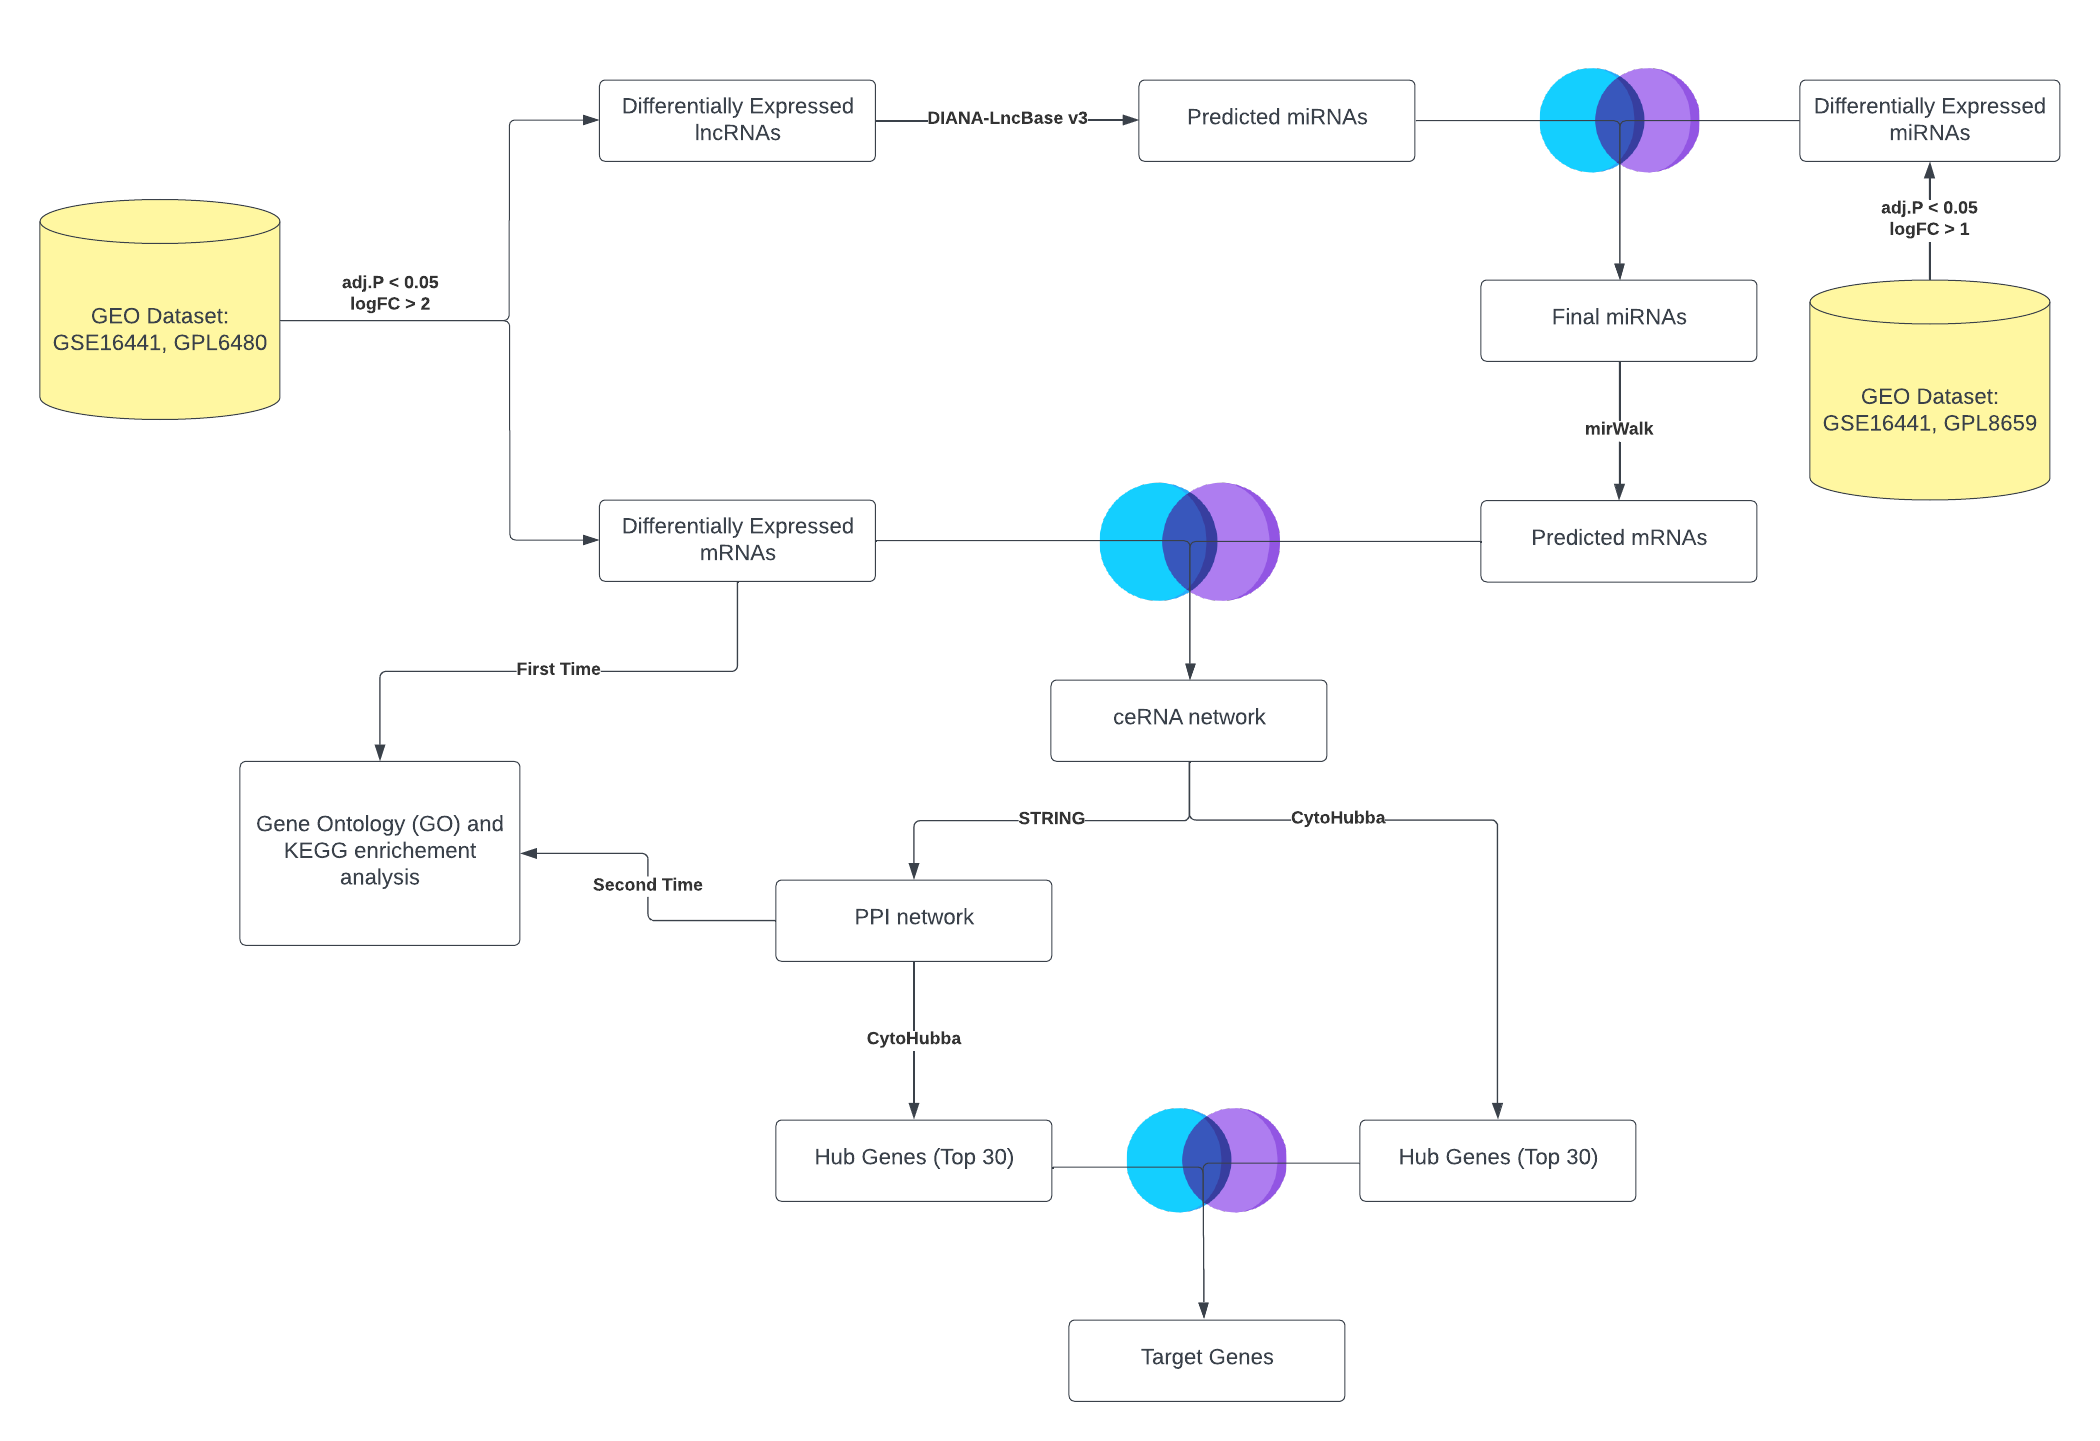 Differentially Expressed
lncRNAs
DIANA-LncBase v3
Predicted miRNAs
Differentially Expressed
miRNAs
adj.P < 0.05
logFC > 1
adj.P < 0.05
logFC > 2
GEO Dataset:
GSE16441, GPL6480
Final miRNAs
GEO Dataset:
GSE16441, GPL8659
mirWalk
Differentially Expressed
mRNAs
Predicted mRNAs
First Time
ceRNA network
STRING
CytoHubba
Gene Ontology (GO) and
KEGG enrichement
analysis
Second Time
PPI network
CytoHubba
Hub Genes (Top 30)
Hub Genes (Top 30)
Target Genes